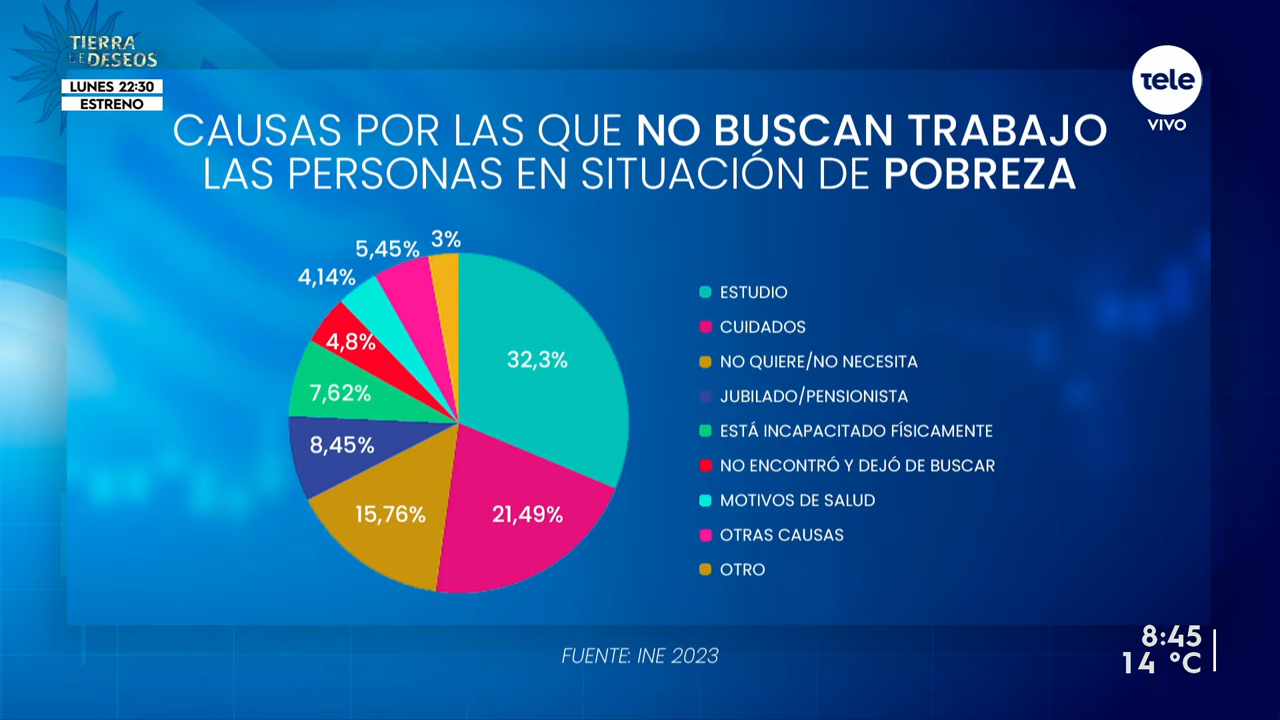 TIERRA
DE DESEOS
LUNES 22:30
ESTRENO
tele
VIVO
CAUSAS POR LAS QUE NO BUSCAN TRABAJO
LAS PERSONAS EN SITUACIÓN DE POBREZA
3%
5,45%
4,14%
4,8%
32,3%
7,62%
8,45%
15,76%
21,49%
ESTUDIO
CUIDADOS
NO QUIERE/NO NECESITA
JUBILADO/PENSIONISTA
ESTÁ INCAPACITADO FÍSICAMENTE
NO ENCONTRÓ Y DEJÓ DE BUSCAR
MOTIVOS DE SALUD
OTRAS CAUSAS
OTRO
FUENTE: INE 2023
8:45
14 °C